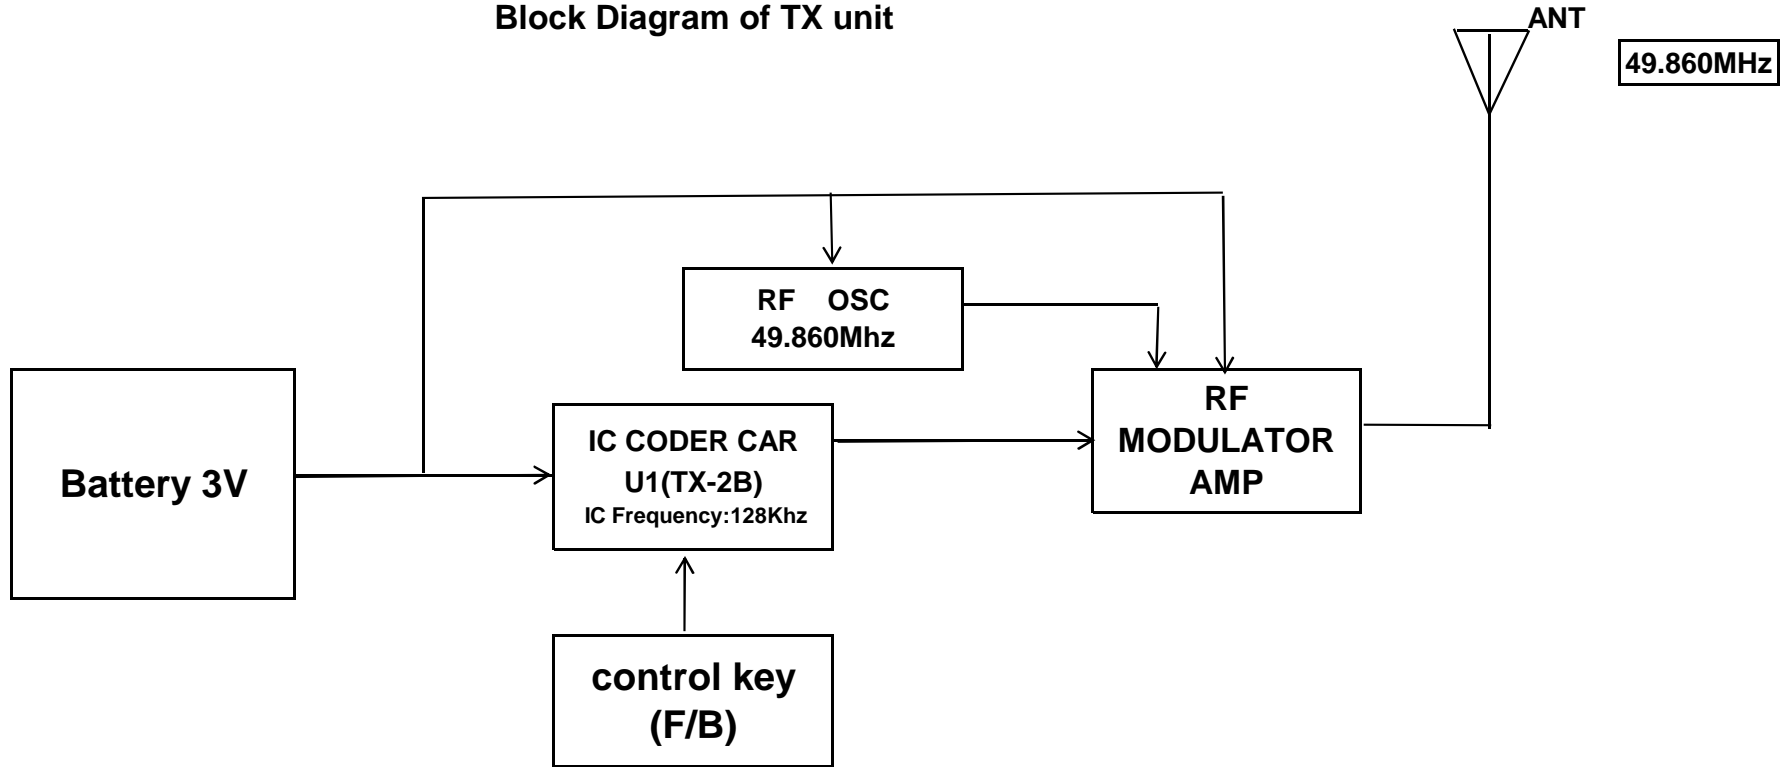 Block Diagram of TX unit
ANT
49.860MHz
RF OSC
49.860Mhz
Battery 3V
IC CODER CAR
U1(TX-2B)
IC Frequency:128Khz
RF
MODULATOR
AMP
control key
(F/B)